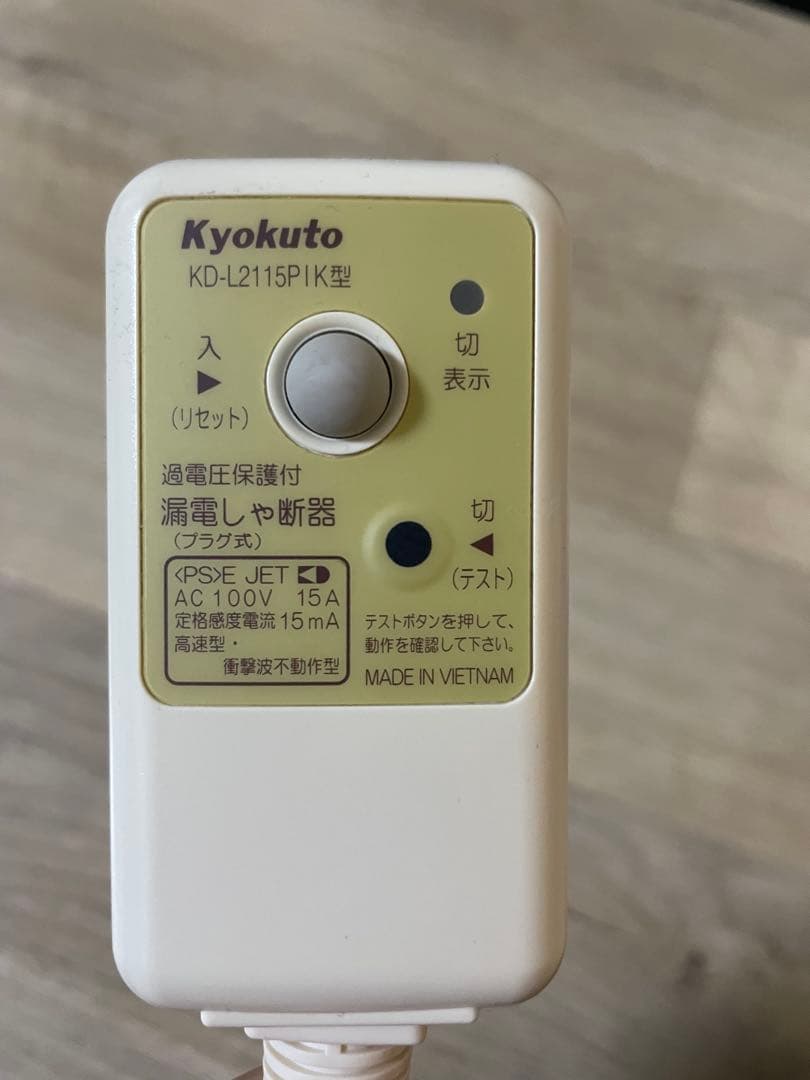 Kyokuto
KD-L2115PIK型
入
▶
(リセット)
切
表示
過電圧保護付
漏電しゃ断器
(プラグ式)
切
◀
(テスト)
<PS>E JET
AC 100V 15A
定格感度電流 15mA
高速型・
衝撃波不動作型
テストボタンを押して、
動作を確認して下さい。
MADE IN VIETNAM